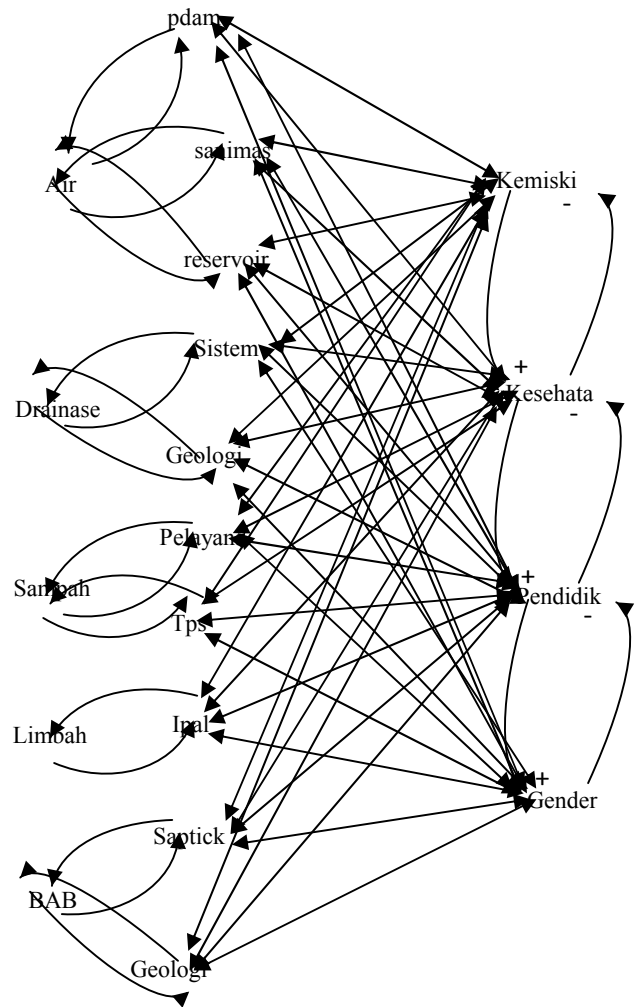 pdam
sanimas
Air
Kemiski
-
reservoir
Sistem
+
Kesehata
-
Drainase
Geologi
Pelayan
+
Sampah
Pendidik
-
Tps
Ipal
Limbah
+
Gender
Saptick
BAB
Geologi